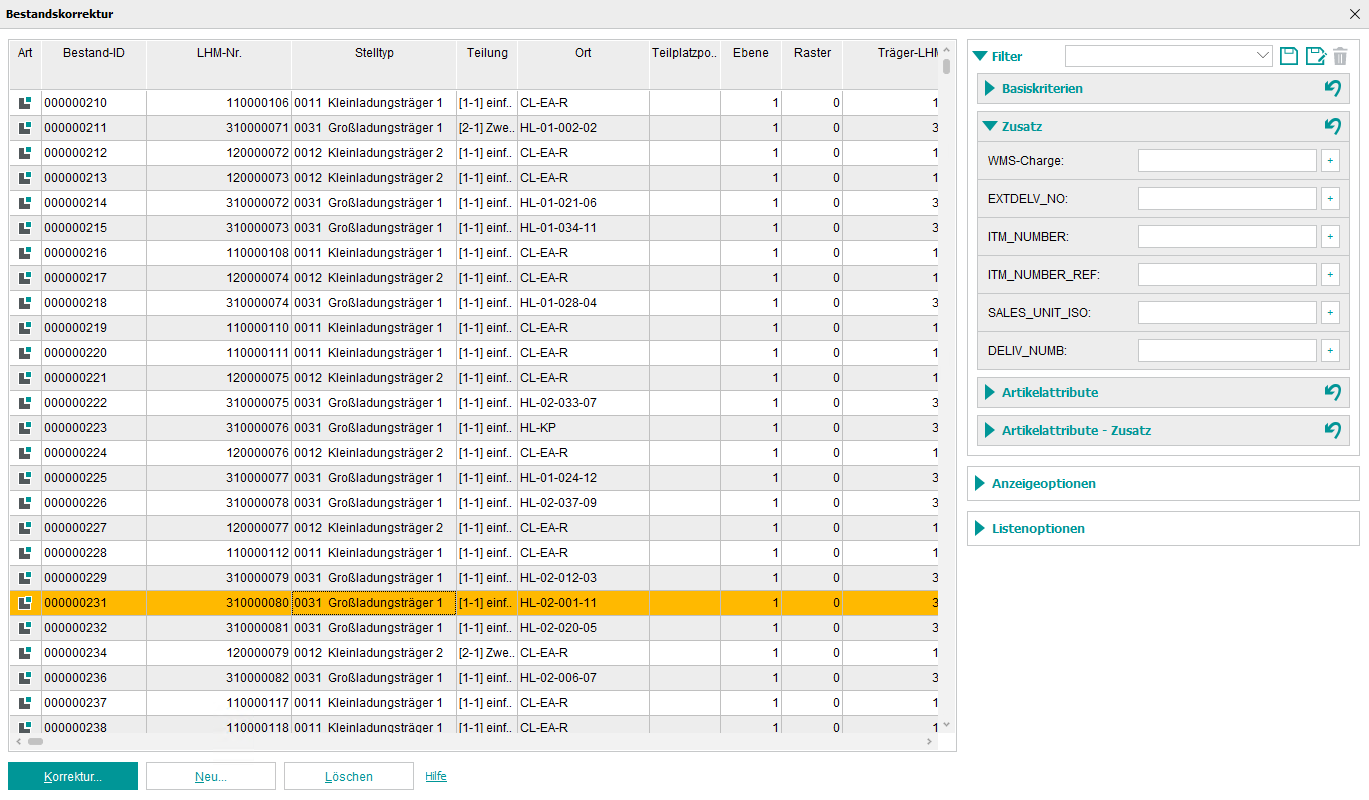 Bestandskorrektur
Art Bestand-ID LHM-Nr. Stelltyp Teilung Ort Teilplatzpo.. Ebene Raster Träger-LHM
000000210 110000106 0011 Kleinladungsträger 1 [1-1] einf.. CL-EA-R 1 0 1
000000211 310000071 0031 Großladungsträger 1 [2-1] Zwe.. HL-01-002-02 1 0 3
000000212 120000072 0012 Kleinladungsträger 2 [1-1] einf.. CL-EA-R 1 0 1
000000213 120000073 0012 Kleinladungsträger 2 [1-1] einf.. CL-EA-R 1 0 1
000000214 310000072 0031 Großladungsträger 1 [1-1] einf.. HL-01-021-06 1 0 3
000000215 310000073 0031 Großladungsträger 1 [1-1] einf.. HL-01-034-11 1 0 3
000000216 110000108 0011 Kleinladungsträger 1 [1-1] einf.. CL-EA-R 1 0 1
000000217 120000074 0012 Kleinladungsträger 2 [1-1] einf.. CL-EA-R 1 0 1
000000218 310000074 0031 Großladungsträger 1 [1-1] einf.. HL-01-028-04 1 0 3
000000219 110000110 0011 Kleinladungsträger 1 [1-1] einf.. CL-EA-R 1 0 1
000000220 110000111 0011 Kleinladungsträger 1 [1-1] einf.. CL-EA-R 1 0 1
000000221 120000075 0012 Kleinladungsträger 2 [1-1] einf.. CL-EA-R 1 0 1
000000222 310000075 0031 Großladungsträger 1 [1-1] einf.. HL-02-033-07 1 0 3
000000223 310000076 0031 Großladungsträger 1 [1-1] einf.. HL-KP 1 0 3
000000224 120000076 0012 Kleinladungsträger 2 [1-1] einf.. CL-EA-R 1 0 1
000000225 310000077 0031 Großladungsträger 1 [1-1] einf.. HL-01-024-12 1 0 3
000000226 310000078 0031 Großladungsträger 1 [1-1] einf.. HL-02-037-09 1 0 3
000000227 120000077 0012 Kleinladungsträger 2 [1-1] einf.. CL-EA-R 1 0 1
000000228 110000112 0011 Kleinladungsträger 1 [1-1] einf.. CL-EA-R 1 0 1
000000229 310000079 0031 Großladungsträger 1 [1-1] einf.. HL-02-012-03 1 0 3
000000231 310000080 0031 Großladungsträger 1 [1-1] einf.. HL-02-001-11 1 0 3
000000232 310000081 0031 Großladungsträger 1 [1-1] einf.. HL-02-020-05 1 0 3
000000234 120000079 0012 Kleinladungsträger 2 [2-1] Zwe.. CL-EA-R 1 0 1
000000236 310000082 0031 Großladungsträger 1 [1-1] einf.. HL-02-006-07 1 0 3
000000237 110000117 0011 Kleinladungsträger 1 [1-1] einf.. CL-EA-R 1 0 1
000000238 110000118 0011 Kleinladungsträger 1 [1-1] einf.. CL-EA-R 1 0 1
Korrektur... Neu... Löschen Hilfe
Filter
Basiskriterien
Zusatz
WMS-Charge: +
EXTDELV_NO: +
ITM_NUMBER: +
ITM_NUMBER_REF: +
SALES_UNIT_ISO: +
DELIV_NUMB: +
Artikelattribute
Artikelattribute - Zusatz
Anzeigeoptionen
Listenoptionen